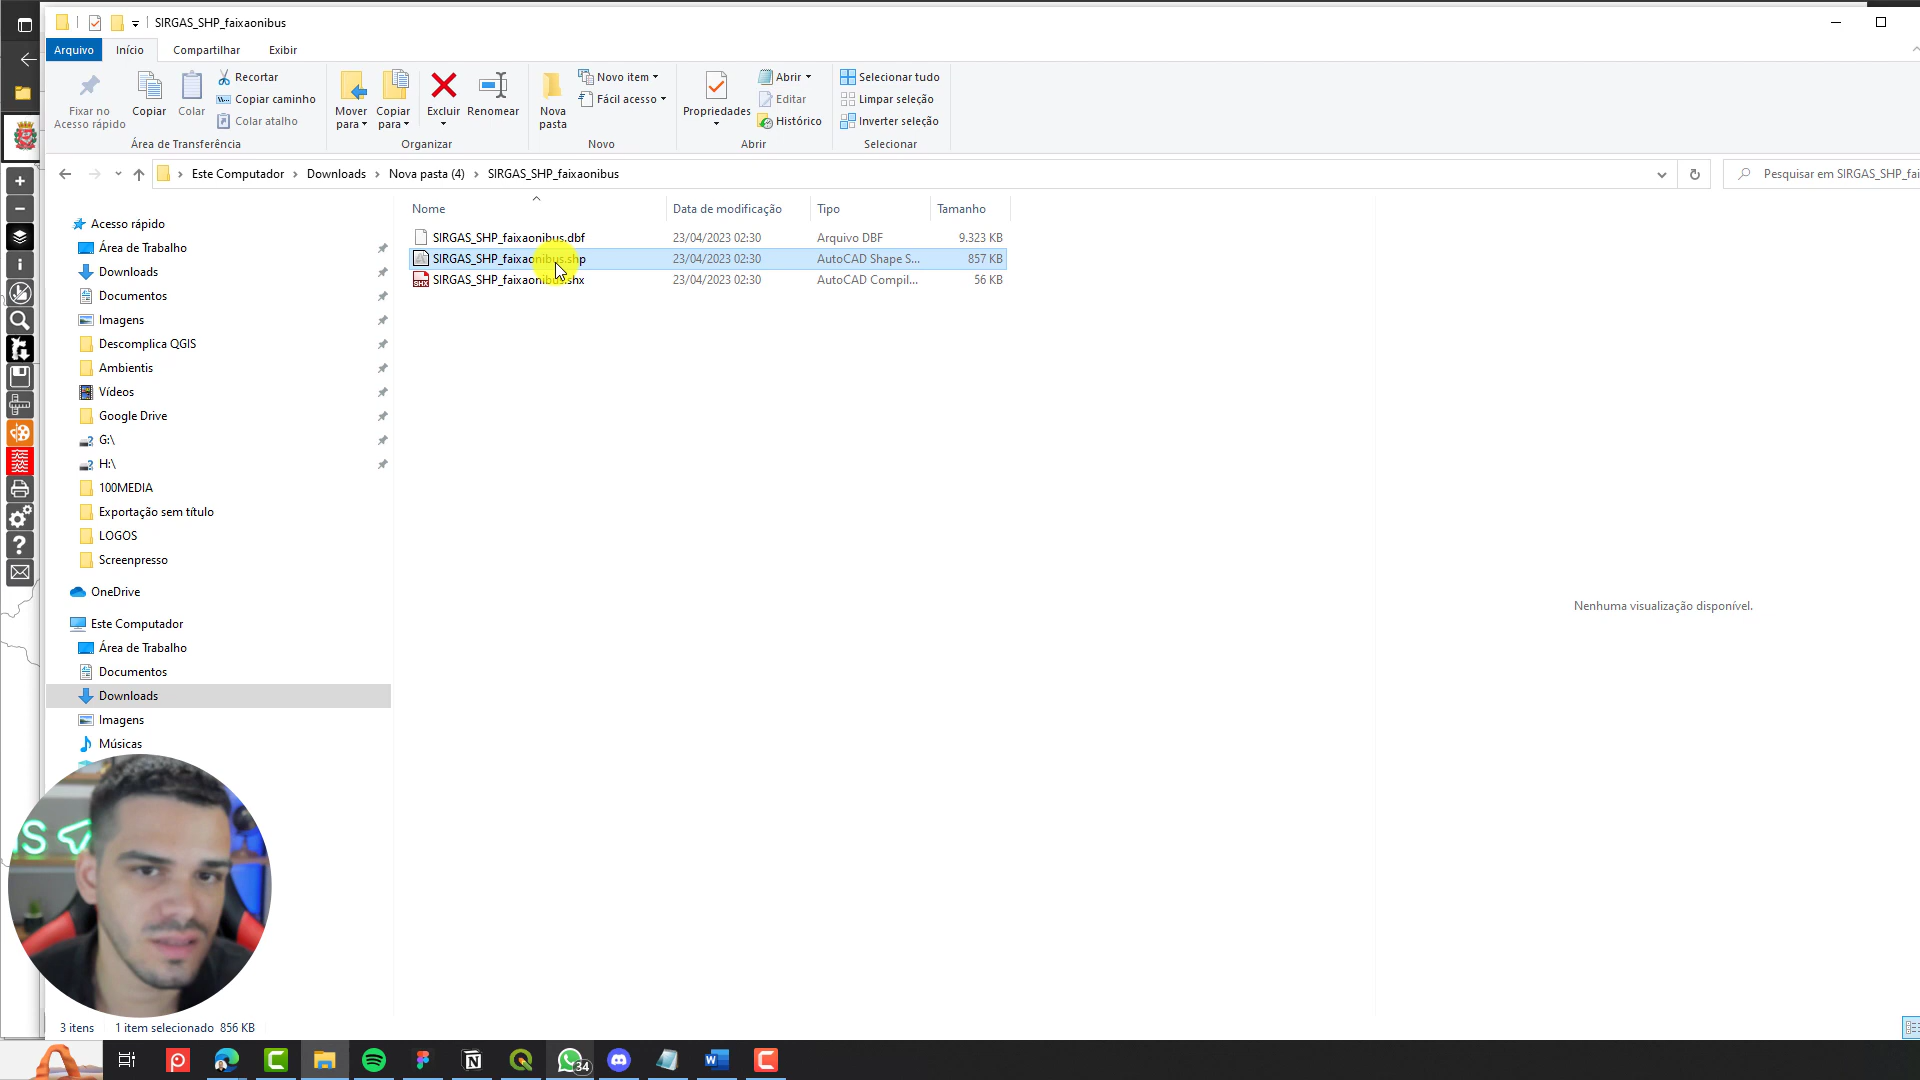 SIRGAS_SHP_faixaonibus
Arquivo Início Compartilhar Exibir
Fixar no Acesso rápido
Copiar
Colar
Recortar
Copiar caminho
Colar atalho
Área de Transferência
Mover para
Copiar para
Excluir
Renomear
Organizar
Nova pasta
Novo item
Fácil acesso
Novo
Propriedades
Abrir
Editar
Histórico
Abrir
Selecionar tudo
Limpar seleção
Inverter seleção
Selecionar
Este Computador Downloads Nova pasta (4) SIRGAS_SHP_faixaonibus
Pesquisar em SIRGAS_SHP_fai
Nome Data de modificação Tipo Tamanho
SIRGAS_SHP_faixaonibus.dbf 23/04/2023 02:30 Arquivo DBF 9.323 KB
SIRGAS_SHP_faixaonibus.shp 23/04/2023 02:30 AutoCAD Shape S... 857 KB
SIRGAS_SHP_faixaonibus.shx 23/04/2023 02:30 AutoCAD Compil... 56 KB
Acesso rápido
Área de Trabalho
Downloads
Documentos
Imagens
Descomplica QGIS
Ambientis
Vídeos
Google Drive
G:\
H:\
100MEDIA
Exportação sem título
LOGOS
Screenpresso
OneDrive
Este Computador
Área de Trabalho
Documentos
Downloads
Imagens
Músicas
Nenhuma visualização disponível.
3 itens 1 item selecionado 856 KB
34